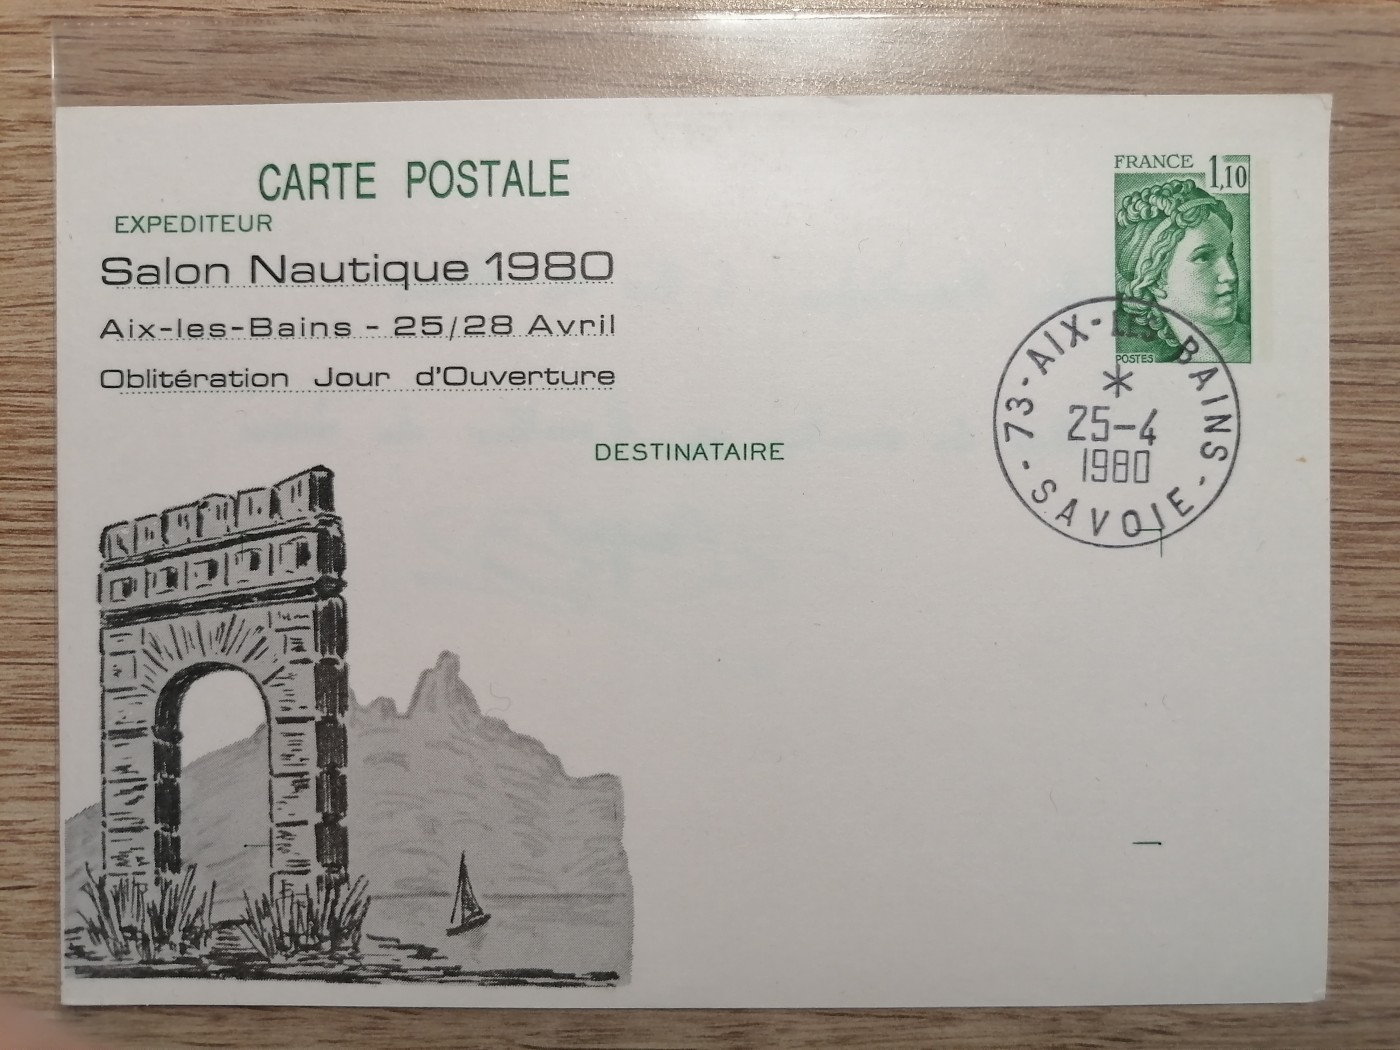 CARTE POSTALE
EXPEDITEUR
Salon Nautique 1980
Aix-les-Bains - 25/28 Avril
Oblitération Jour d'Ouverture
DESTINATAIRE
FRANCE 1,10
POSTES
73-AIX-LES BAINS
25-4
1980
- SAVOIE -